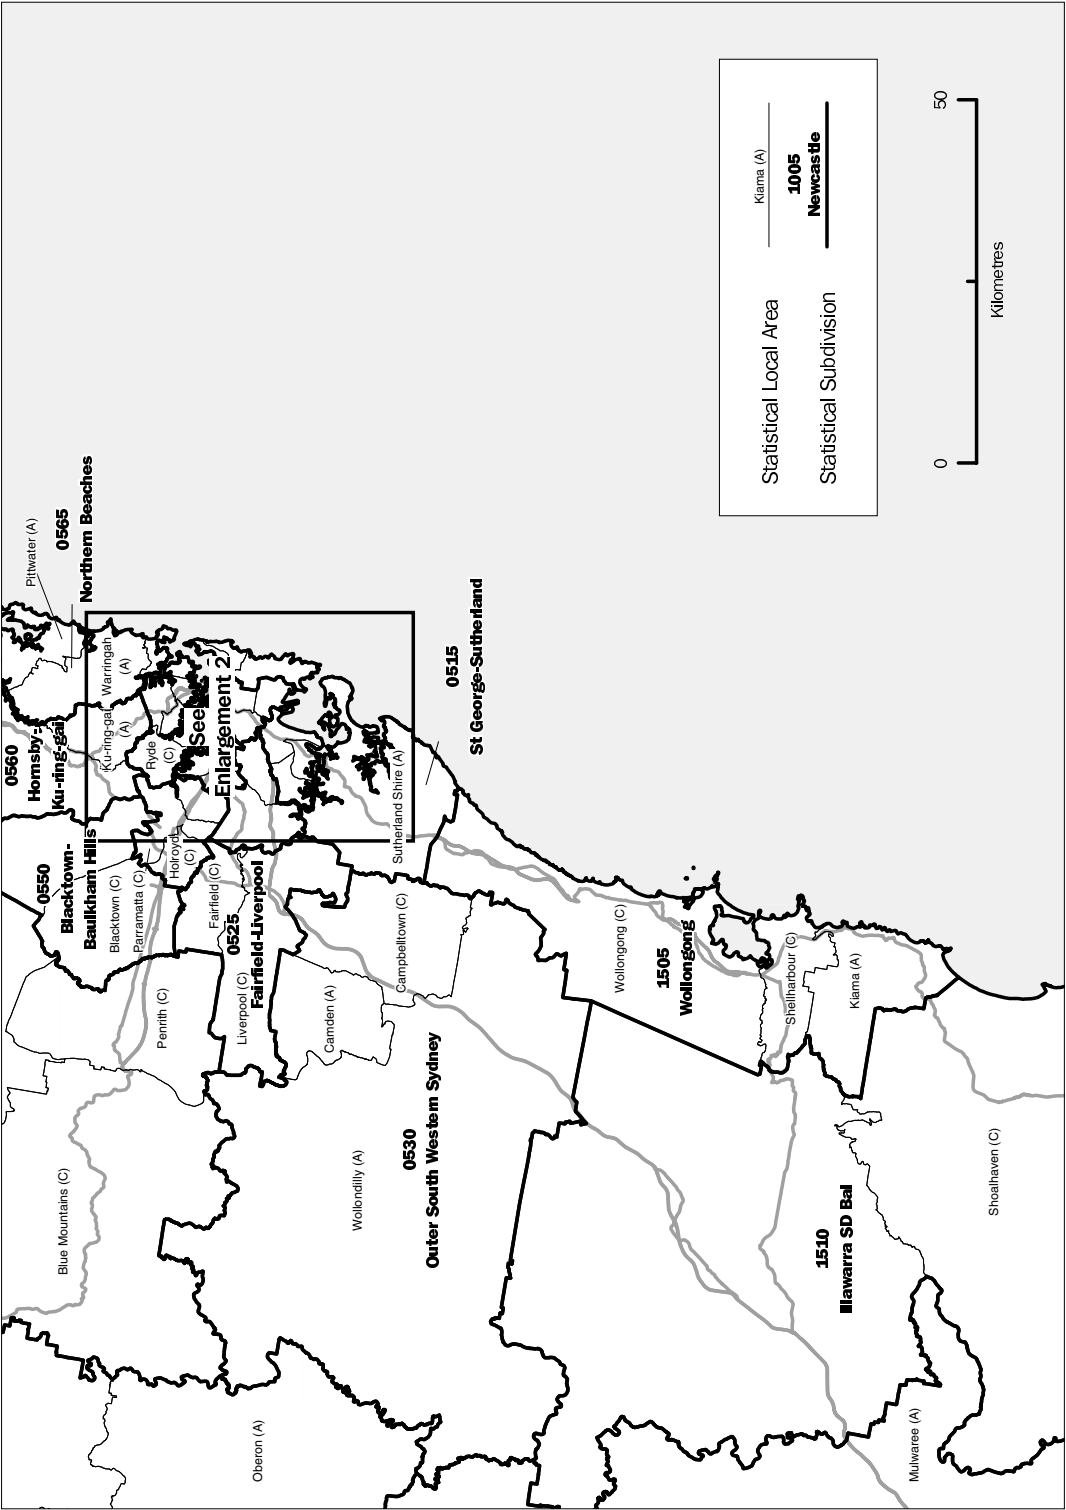 Pittwater (A)
0565
Northern Beaches
0560
Hornsby-
Ku-ring-gai
Warringah
(A)
Ku-ring-gai
(A)
Ryde
(C)
See
Enlargement 2
0550
Blacktown-
Baulkham Hills
Blacktown (C)
Parramatta (C)
Holroyd
(C)
Fairfield (C)
0525
Fairfield-Liverpool
Liverpool (C)
Penrith (C)
Blue Mountains (C)
Sutherland Shire (A)
0515
St George-Sutherland
Campbelltown (C)
Camden (A)
0530
Outer South Western Sydney
Wollondilly (A)
Oberon (A)
Wollongong (C)
1505
Wollongong
Shellharbour (C)
Kiama (A)
1510
Illawarra SD Bal
Shoalhaven (C)
Mulwaree (A)
Statistical Local Area
Kiama (A)
Statistical Subdivision
1005
Newcastle
0
50
Kilometres